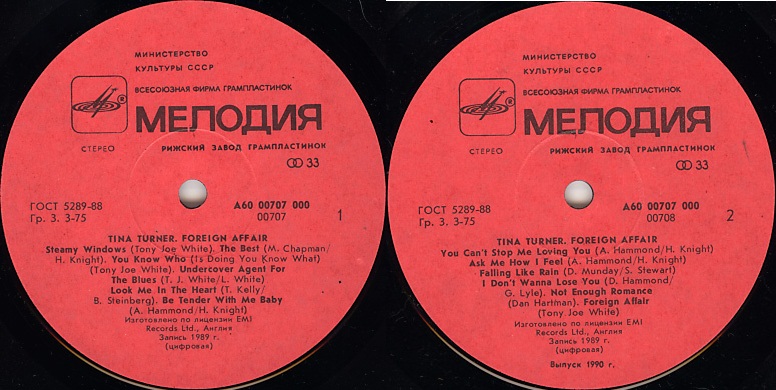 МИНИСТЕРСТВО
КУЛЬТУРЫ СССР
ВСЕСОЮЗНАЯ ФИРМА ГРАМПЛАСТИНОК
®
МЕЛОДИЯ
СТЕРЕО
РИЖСКИЙ ЗАВОД ГРАМПЛАСТИНОК
33
ГОСТ 5289-88
Гр. 3. 3-75
А60 00707 000
00707
1
TINA TURNER. FOREIGN AFFAIR
Steamy Windows (Tony Joe White). The Best (M. Chapman/
H. Knight). You Know Who (Is Doing You Know What)
(Tony Joe White). Undercover Agent For
The Blues (T. J. White/L. White)
Look Me In The Heart (T. Kelly/
B. Steinberg). Be Tender With Me Baby
(A. Hammond/H. Knight)
Изготовлено по лицензии EMI
Records Ltd., Англия
Запись 1989 г.
(цифровая)
МИНИСТЕРСТВО
КУЛЬТУРЫ СССР
ВСЕСОЮЗНАЯ ФИРМА ГРАМПЛАСТИНОК
®
МЕЛОДИЯ
СТЕРЕО
РИЖСКИЙ ЗАВОД ГРАМПЛАСТИНОК
33
ГОСТ 5289-88
Гр. 3. 3-75
А60 00707 000
00708
2
TINA TURNER. FOREIGN AFFAIR
You Can't Stop Me Loving You (A. Hammond/H. Knight)
Ask Me How I Feel (A. Hammond/H. Knight)
Falling Like Rain (D. Munday/S. Stewart)
I Don't Wanna Lose You (D. Hammond/
G. Lyle). Not Enough Romance
(Dan Hartman). Foreign Affair
(Tony Joe White)
Изготовлено по лицензии EMI
Records Ltd., Англия
Запись 1989 г.
(цифровая)
Выпуск 1990 г.